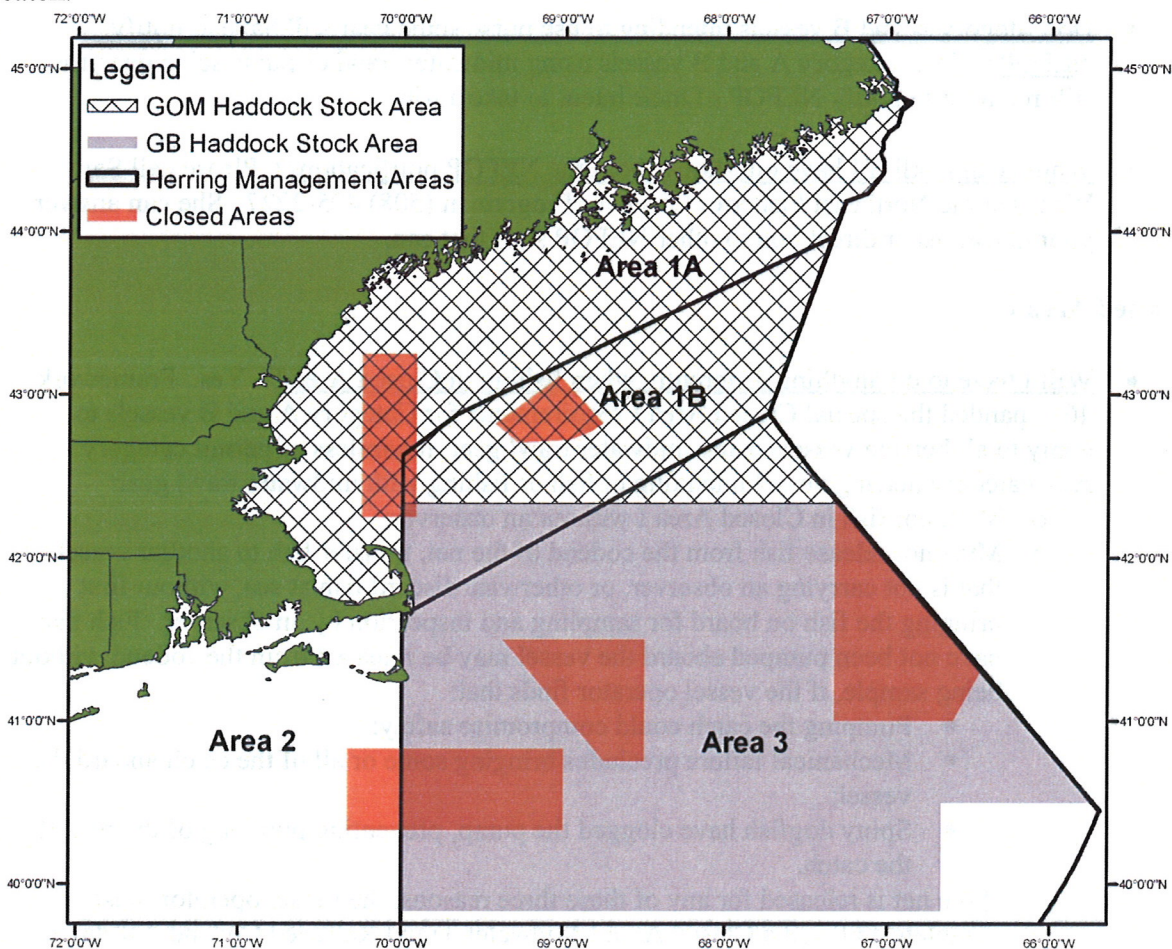 72°0'0"W 71°0'0"W 70°0'0"W 69°0'0"W 68°0'0"W 67°0'0"W 66°0'0"W
Legend
GOM Haddock Stock Area
GB Haddock Stock Area
Herring Management Areas
Closed Areas
45°0'0"N 45°0'0"N
44°0'0"N 44°0'0"N
Area 1A
43°0'0"N 43°0'0"N
Area 1B
42°0'0"N 42°0'0"N
41°0'0"N 41°0'0"N
Area 2 Area 3
40°0'0"N 40°0'0"N
72°0'0"W 71°0'0"W 70°0'0"W 69°0'0"W 68°0'0"W 67°0'0"W 66°0'0"W